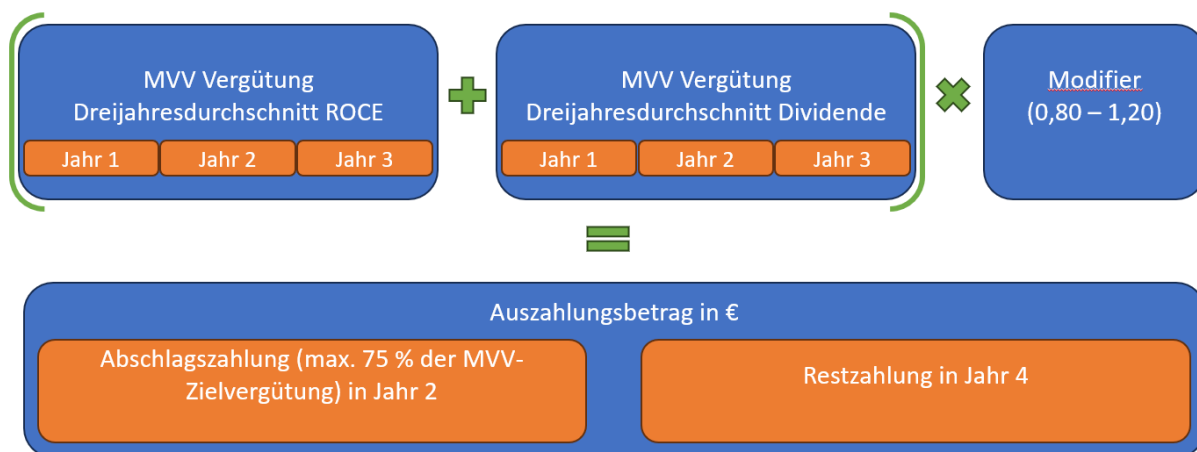 MVV Vergütung
Dreijahresdurchschnitt ROCE
Jahr 1
Jahr 2
Jahr 3
MVV Vergütung
Dreijahresdurchschnitt Dividende
Jahr 1
Jahr 2
Jahr 3
Modifier
(0,80 – 1,20)
Auszahlungsbetrag in €
Abschlagszahlung (max. 75 % der MVV-
Zielvergütung) in Jahr 2
Restzahlung in Jahr 4